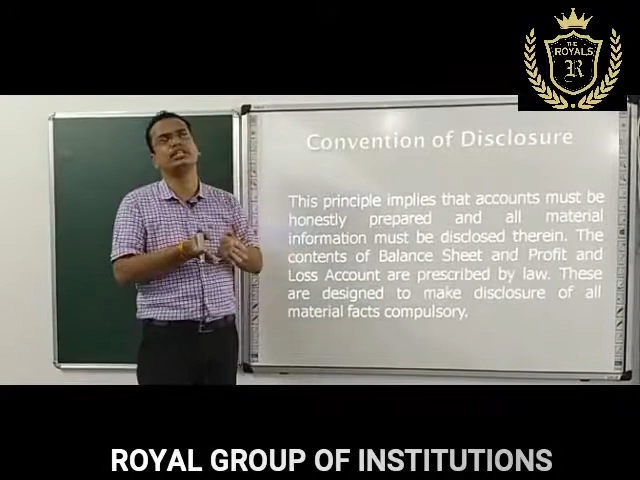 THE
ROYALS
R
Convention of Disclosure
This principle implies that accounts must be
honestly prepared and all material
information must be disclosed therein. The
contents of Balance Sheet and Profit and
Loss Account are prescribed by law. These
are designed to make disclosure of all
material facts compulsory.
ROYAL GROUP OF INSTITUTIONS